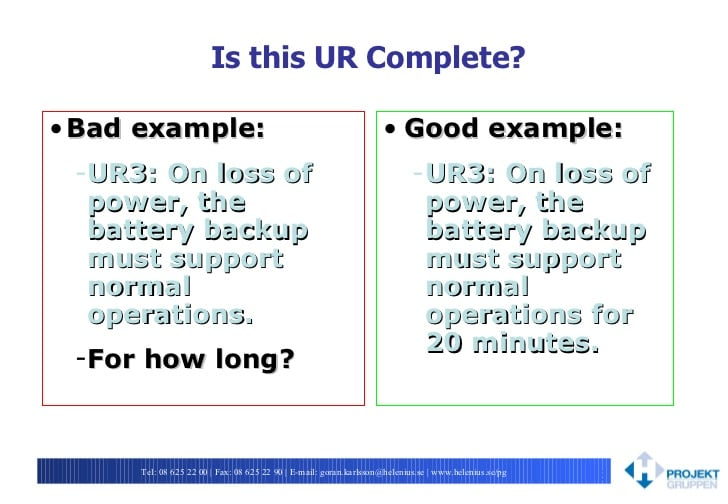 Is this UR Complete?
• Bad example:
-UR3: On loss of
power, the
battery backup
must support
normal
operations.
-For how long?
• Good example:
-UR3: On loss of
power, the
battery backup
must support
normal
operations for
20 minutes.
Tel: 08 625 22 00 | Fax: 08 625 22 90 | E-mail: goran.karlsson@helenius.se | www.helenius.se/pg
PROJEKT
GRUPPEN